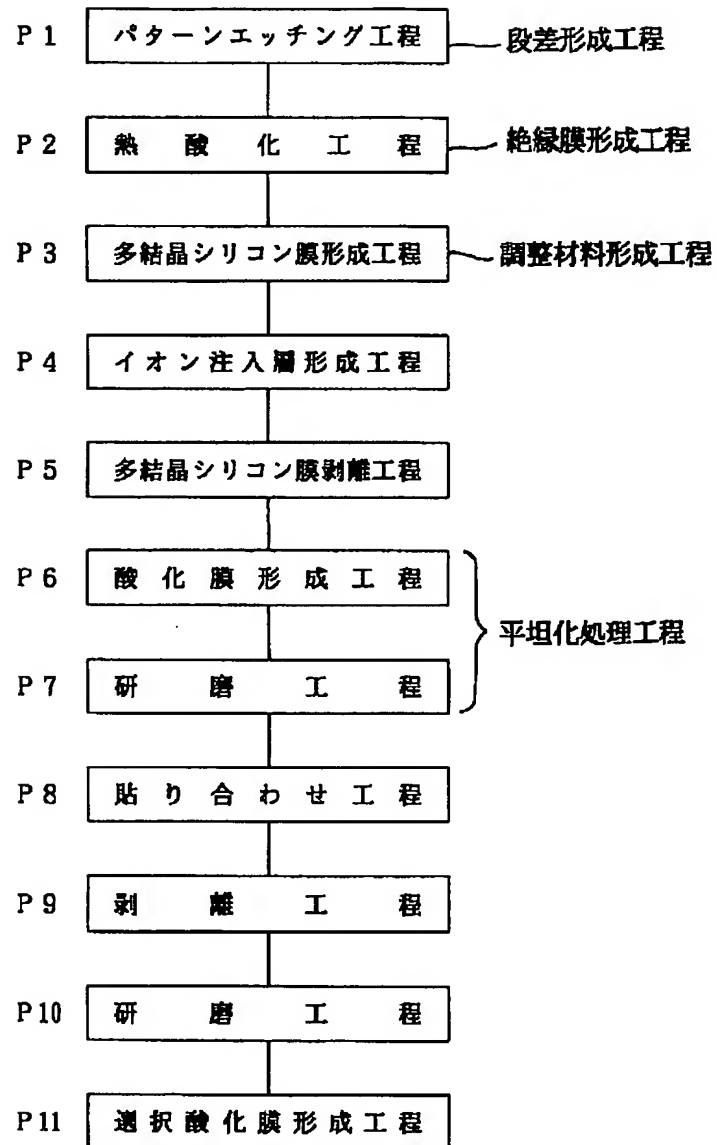 P1 パターンエッチング工程 段差形成工程
P2 熱酸化工程 絶縁膜形成工程
P3 多結晶シリコン膜形成工程 調整材料形成工程
P4 イオン注入層形成工程
P5 多結晶シリコン膜剥離工程
P6 酸化膜形成工程
平坦化処理工程
P7 研磨工程
P8 貼り合わせ工程
P9 剥離工程
P10 研磨工程
P11 選択酸化膜形成工程